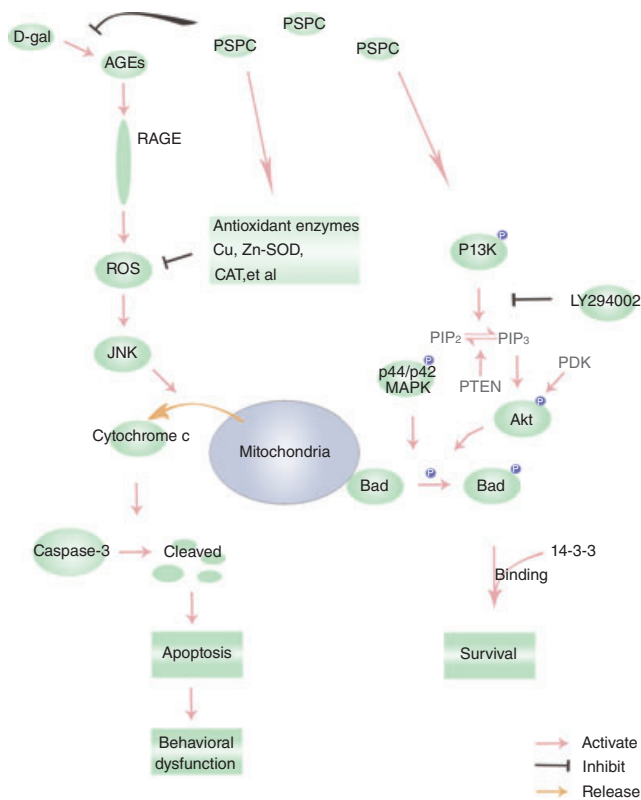 D-gal
PSPC
PSPC
PSPC
AGEs
RAGE
Antioxidant enzymes
Cu, Zn-SOD,
CAT,et al
ROS
P
P13K
LY294002
PIP2
PIP3
JNK
P
p44/p42
MAPK
PTEN
PDK
P
Akt
Cytochrome c
Mitochondria
Bad
P
P
Bad
Caspase-3
Cleaved
14-3-3
Binding
Apoptosis
Survival
Behavioral
dysfunction
Activate
Inhibit
Release